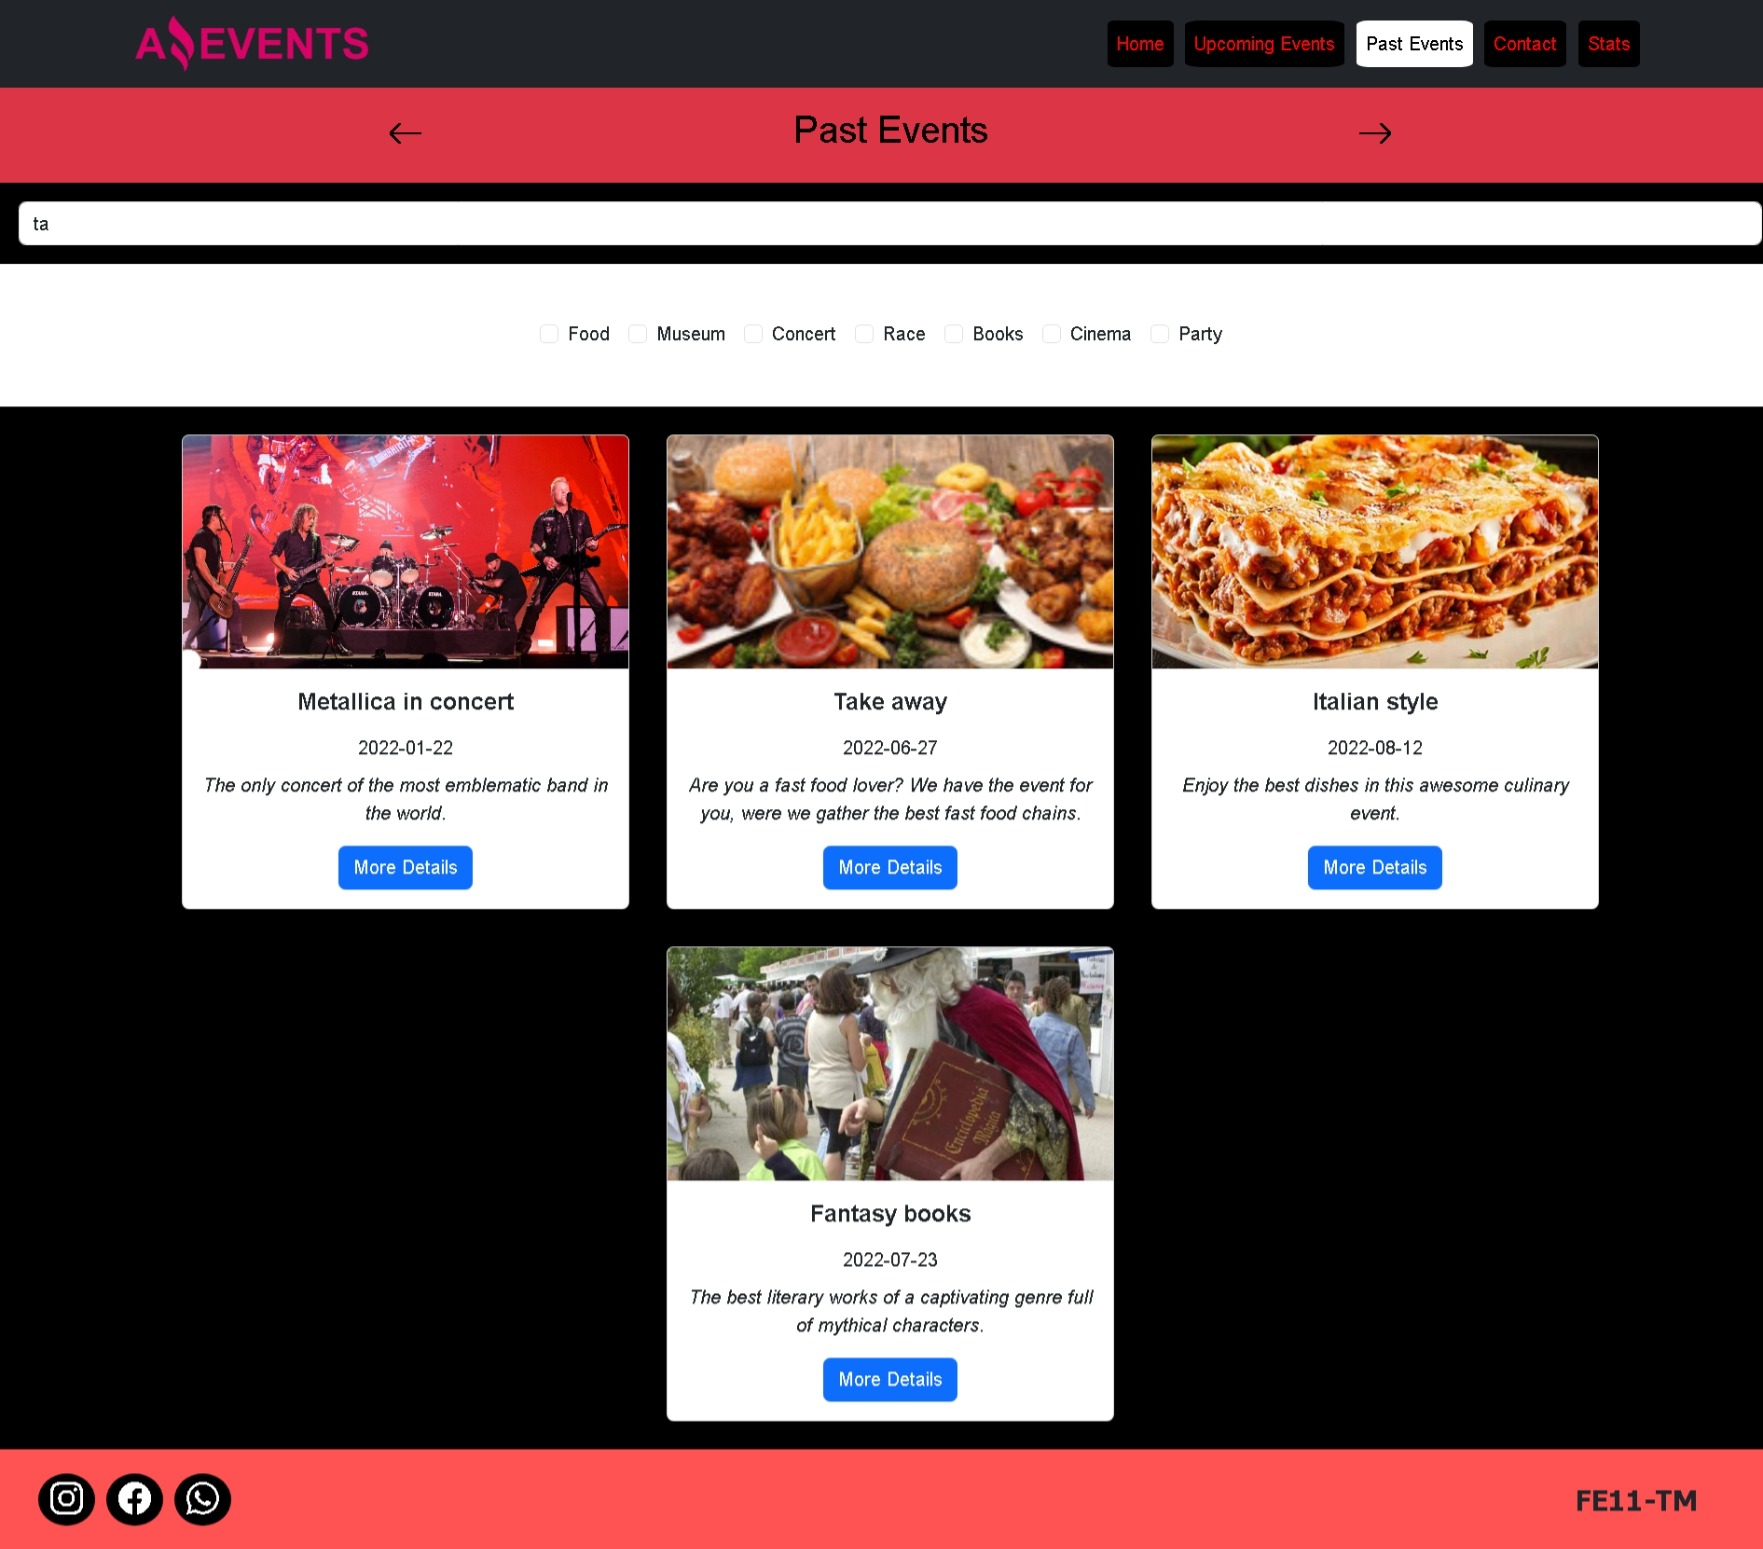 A EVENTS
Home Upcoming Events Past Events Contact Stats
Past Events
ta
Food Museum Concert Race Books Cinema Party
TAMA TAMA
Metallica in concert
2022-01-22
The only concert of the most emblematic band in
the world.
More Details
Take away
2022-06-27
Are you a fast food lover? We have the event for
you, were we gather the best fast food chains.
More Details
Italian style
2022-08-12
Enjoy the best dishes in this awesome culinary
event.
More Details
Enciclopedia
Mágica
Fantasy books
2022-07-23
The best literary works of a captivating genre full
of mythical characters.
More Details
FE11-TM